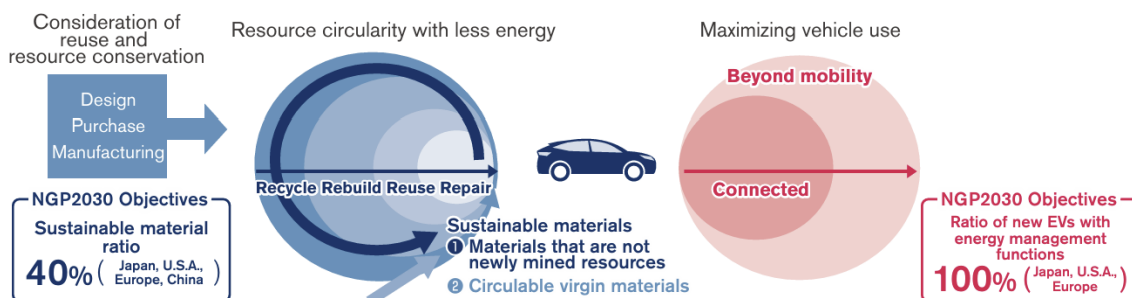 Consideration of
reuse and
resource conservation
Design
Purchase
Manufacturing
NGP2030 Objectives
Sustainable material
ratio
40% ( Japan, U.S.A.,
Europe, China )
Resource circularity with less energy
Recycle Rebuild Reuse Repair
Sustainable materials
❶ Materials that are not
newly mined resources
❷ Circulable virgin materials
Maximizing vehicle use
Beyond mobility
Connected
NGP2030 Objectives
Ratio of new EVs with
energy management
functions
100% ( Japan, U.S.A.,
Europe )